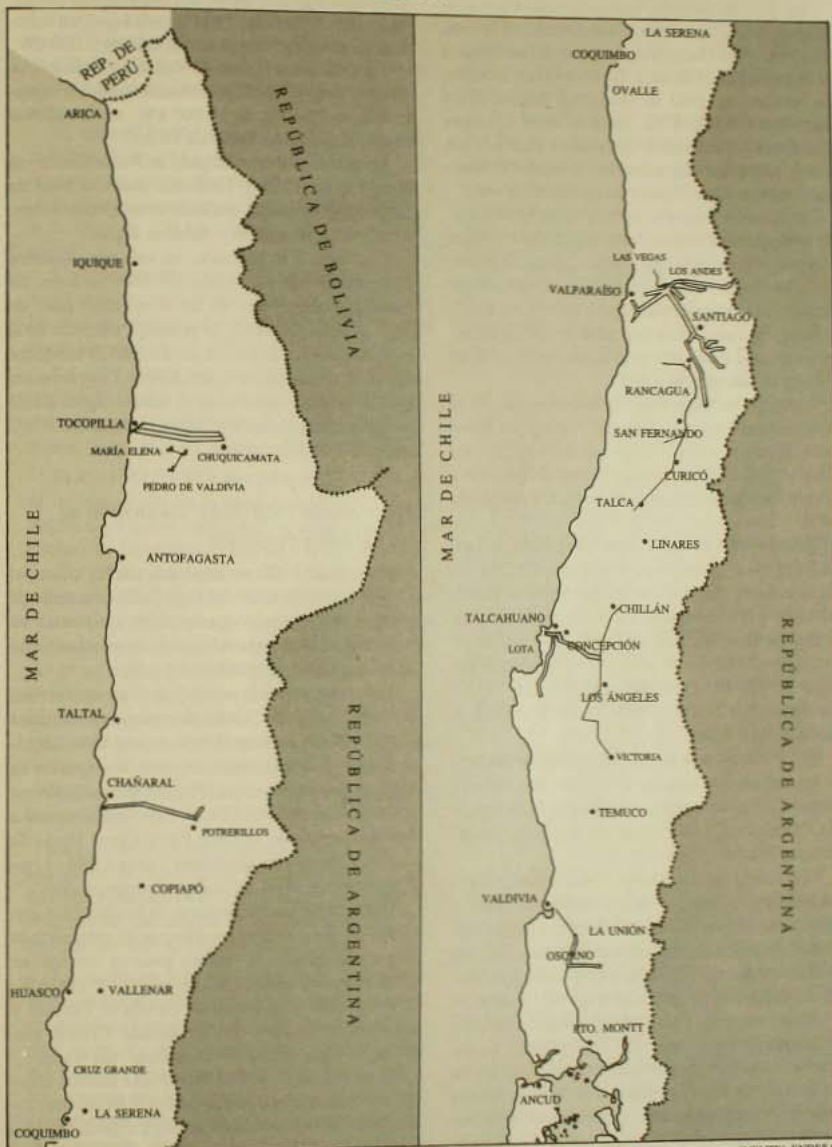 REP. DE
PERÚ
ARICA
REPÚBLICA DE BOLIVIA
IQUIQUE
TOCOPILLA
MARÍA ELENA
CHUQUICAMATA
PEDRO DE VALDIVIA
ANTOFAGASTA
MAR DE CHILE
TALTAL
CHAÑARAL
POTRERILLOS
REPÚBLICA DE ARGENTINA
COPIAPÓ
HUASCO
VALLENAR
CRUZ GRANDE
LA SERENA
COQUIMBO
LA SERENA
COQUIMBO
OVALLE
LAS VEGAS
LOS ANDES
VALPARAÍSO
SANTIAGO
RANCAGUA
MAR DE CHILE
SAN FERNANDO
CURICÓ
TALCA
LINARES
CHILLÁN
TALCAHUANO
CONCEPCIÓN
LOTA
LOS ÁNGELES
REPÚBLICA DE ARGENTINA
VICTORIA
TEMUCO
VALDIVIA
LA UNIÓN
OSORNO
PTO. MONTT
ANCUD